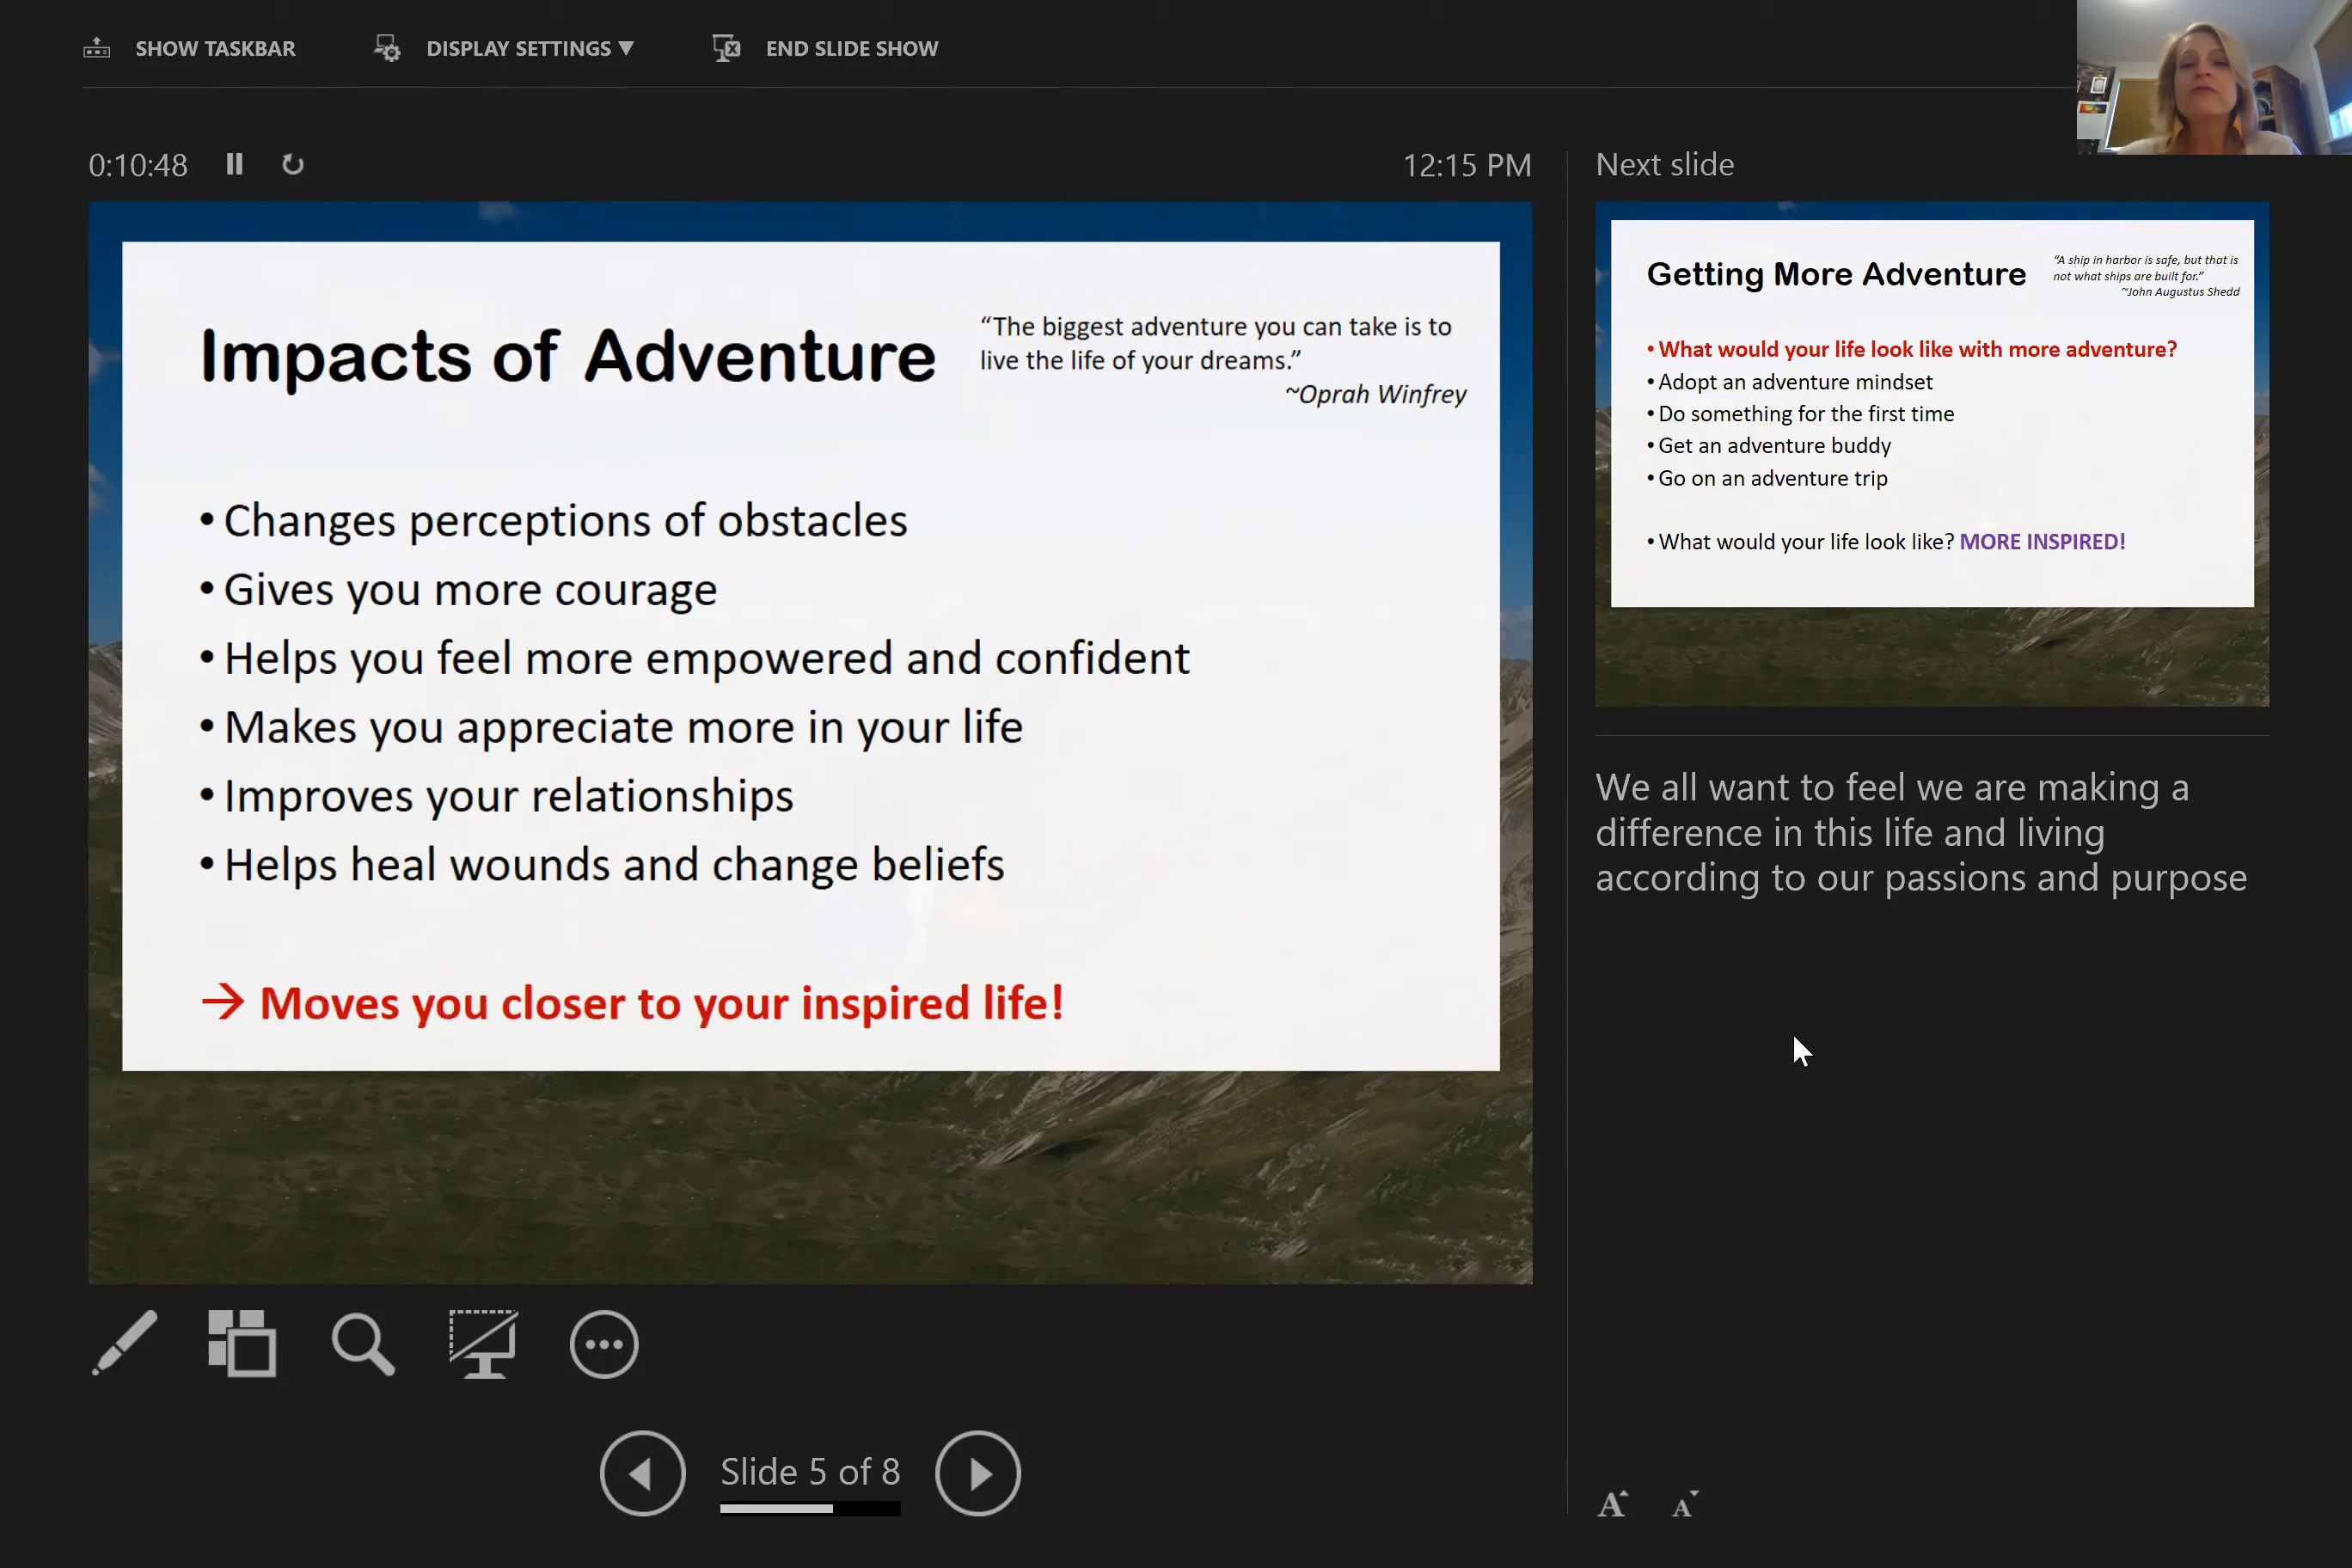 SHOW TASKBAR
DISPLAY SETTINGS ▼
END SLIDE SHOW
0:10:48
12:15 PM
Impacts of Adventure
“The biggest adventure you can take is to
live the life of your dreams.”
~Oprah Winfrey
• Changes perceptions of obstacles
• Gives you more courage
• Helps you feel more empowered and confident
• Makes you appreciate more in your life
• Improves your relationships
• Helps heal wounds and change beliefs
→ Moves you closer to your inspired life!
Slide 5 of 8
Next slide
Getting More Adventure
“A ship in harbor is safe, but that is
not what ships are built for.”
~John Augustus Shedd
• What would your life look like with more adventure?
• Adopt an adventure mindset
• Do something for the first time
• Get an adventure buddy
• Go on an adventure trip
• What would your life look like? MORE INSPIRED!
We all want to feel we are making a
difference in this life and living
according to our passions and purpose
A A